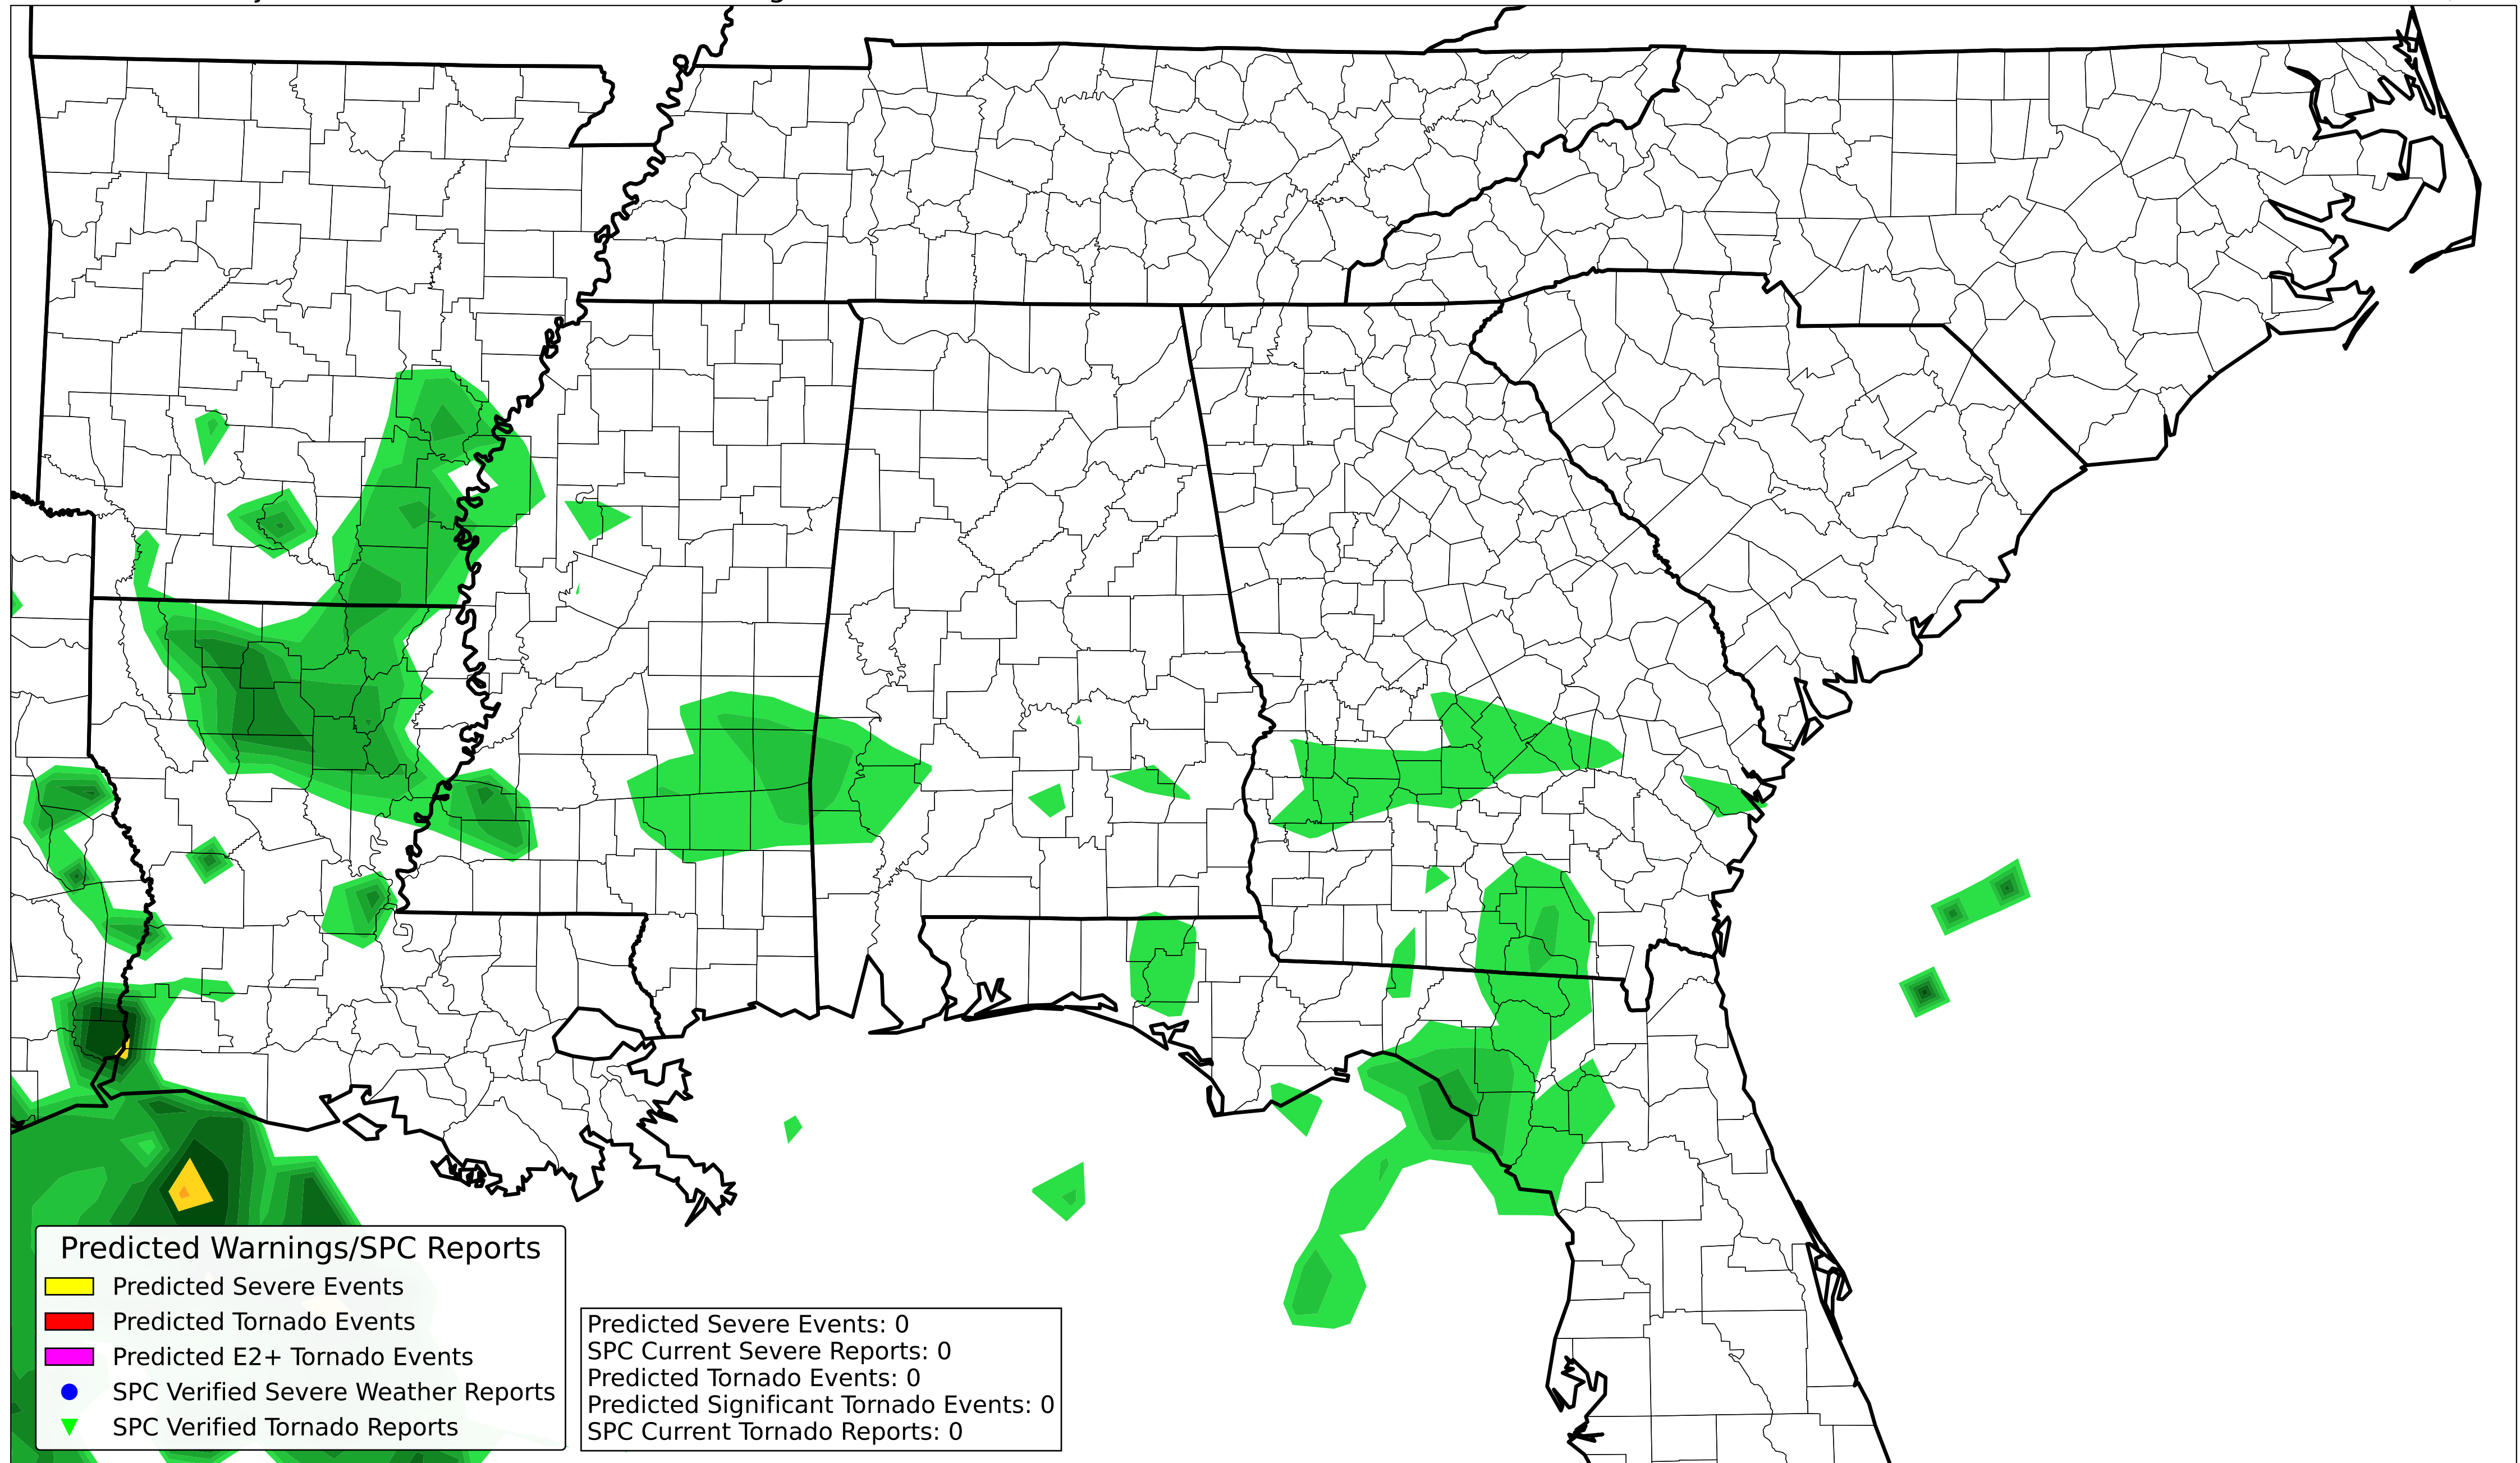 Predicted Warnings/SPC Reports
Predicted Severe Events
Predicted Tornado Events
Predicted E2+ Tornado Events
SPC Verified Severe Weather Reports
SPC Verified Tornado Reports
Predicted Severe Events: 0
SPC Current Severe Reports: 0
Predicted Tornado Events: 0
Predicted Significant Tornado Events: 0
SPC Current Tornado Reports: 0